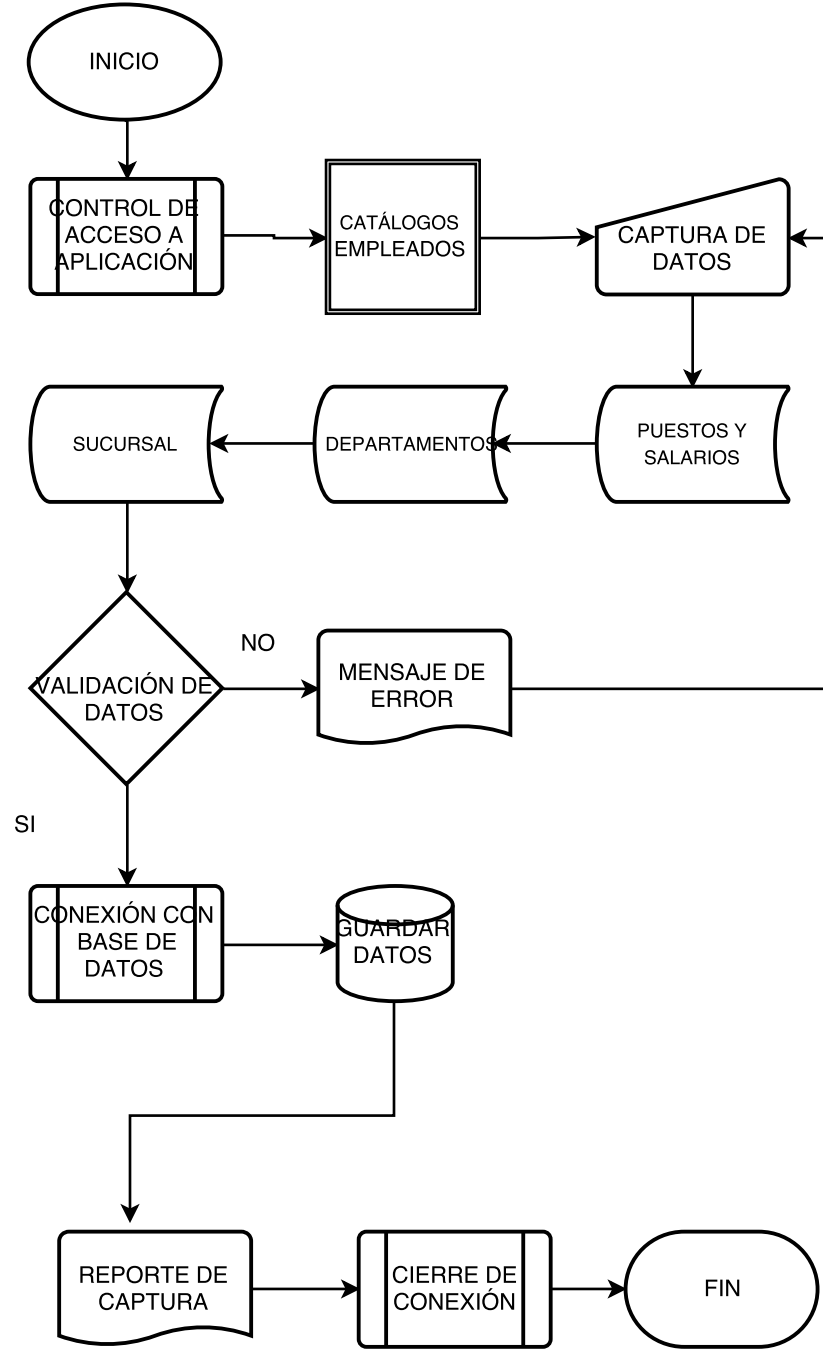 INICIO
CONTROL DE
ACCESO A
APLICACIÓN
CATÁLOGOS
EMPLEADOS
CAPTURA DE
DATOS
SUCURSAL
DEPARTAMENTOS
PUESTOS Y
SALARIOS
VALIDACIÓN DE
DATOS
NO
MENSAJE DE
ERROR
SI
CONEXIÓN CON
BASE DE
DATOS
GUARDAR
DATOS
REPORTE DE
CAPTURA
CIERRE DE
CONEXIÓN
FIN